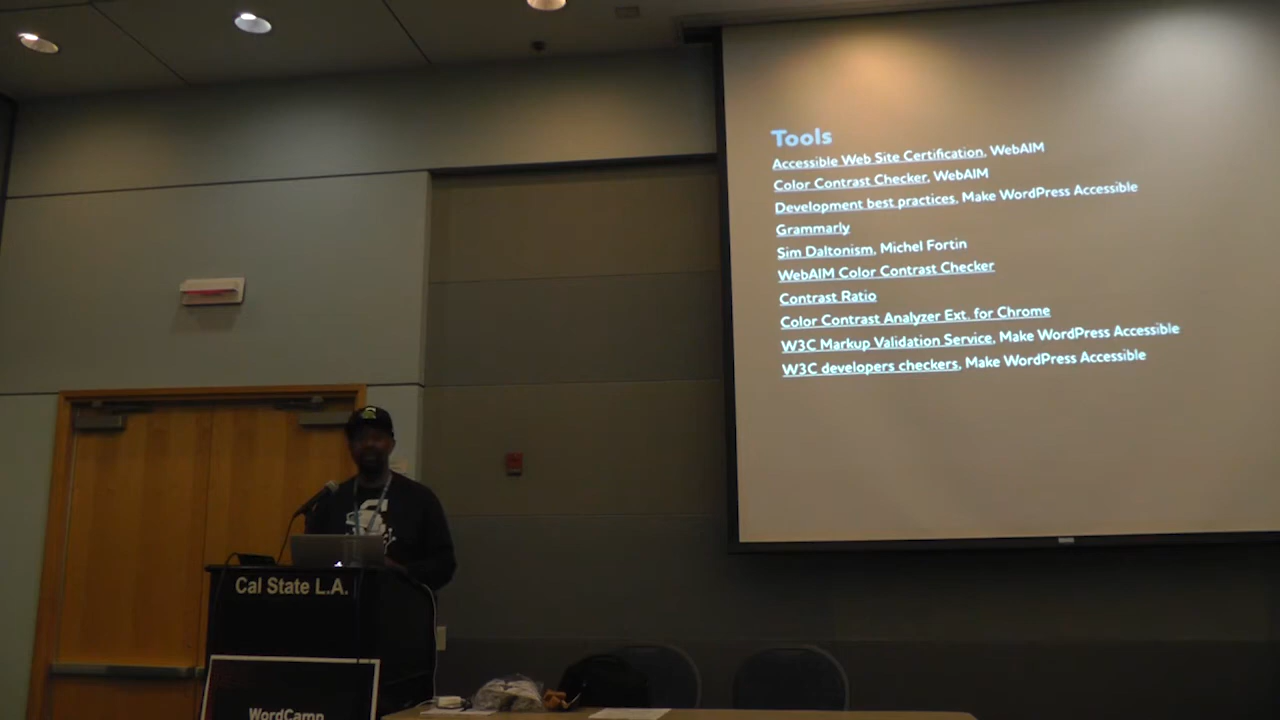 Tools
Accessible Web Site Certification, WebAIM
Color Contrast Checker, WebAIM
Development best practices, Make WordPress Accessible
Grammarly
Sim Daltonism, Michel Fortin
WebAIM Color Contrast Checker
Contrast Ratio
Color Contrast Analyzer Ext. for Chrome
W3C Markup Validation Service, Make WordPress Accessible
W3C developers checkers, Make WordPress Accessible
Cal State L.A.
WordCamp